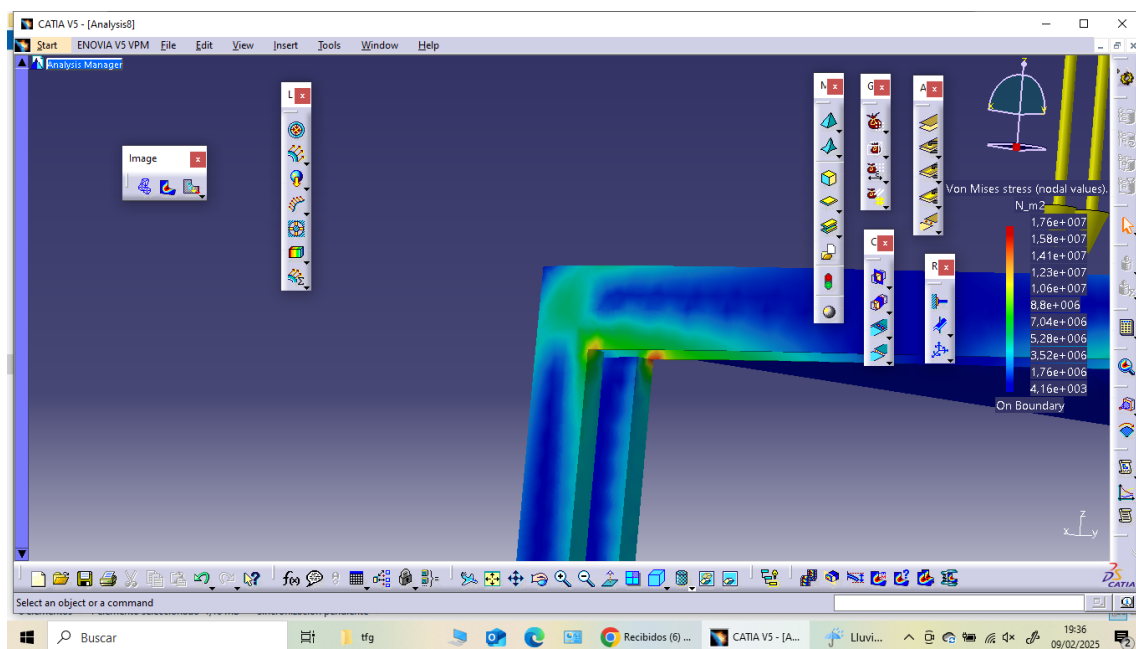 CATIA V5 - [Analysis8]
Start ENOVIA V5 VPM File Edit View Insert Tools Window Help
Analysis Manager
L
M
G
A
Image
z
Von Mises stress (nodal values).
N_m2
1,76e+007
1,58e+007
1,41e+007
1,23e+007
1,06e+007
8,8e+006
7,04e+006
5,28e+006
3,52e+006
1,76e+006
4,16e+003
On Boundary
C
R
z
x y
f(x)
CATIA
Select an object or a command
Buscar
tfg
Recibidos (6) ...
CATIA V5 - [A...
Lluvi...
19:36
09/02/2025
2